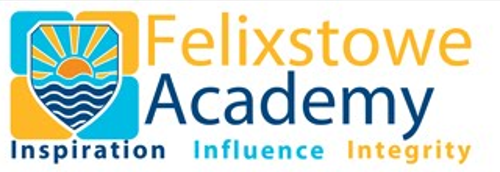 Felixstowe
Academy
Inspiration Influence Integrity